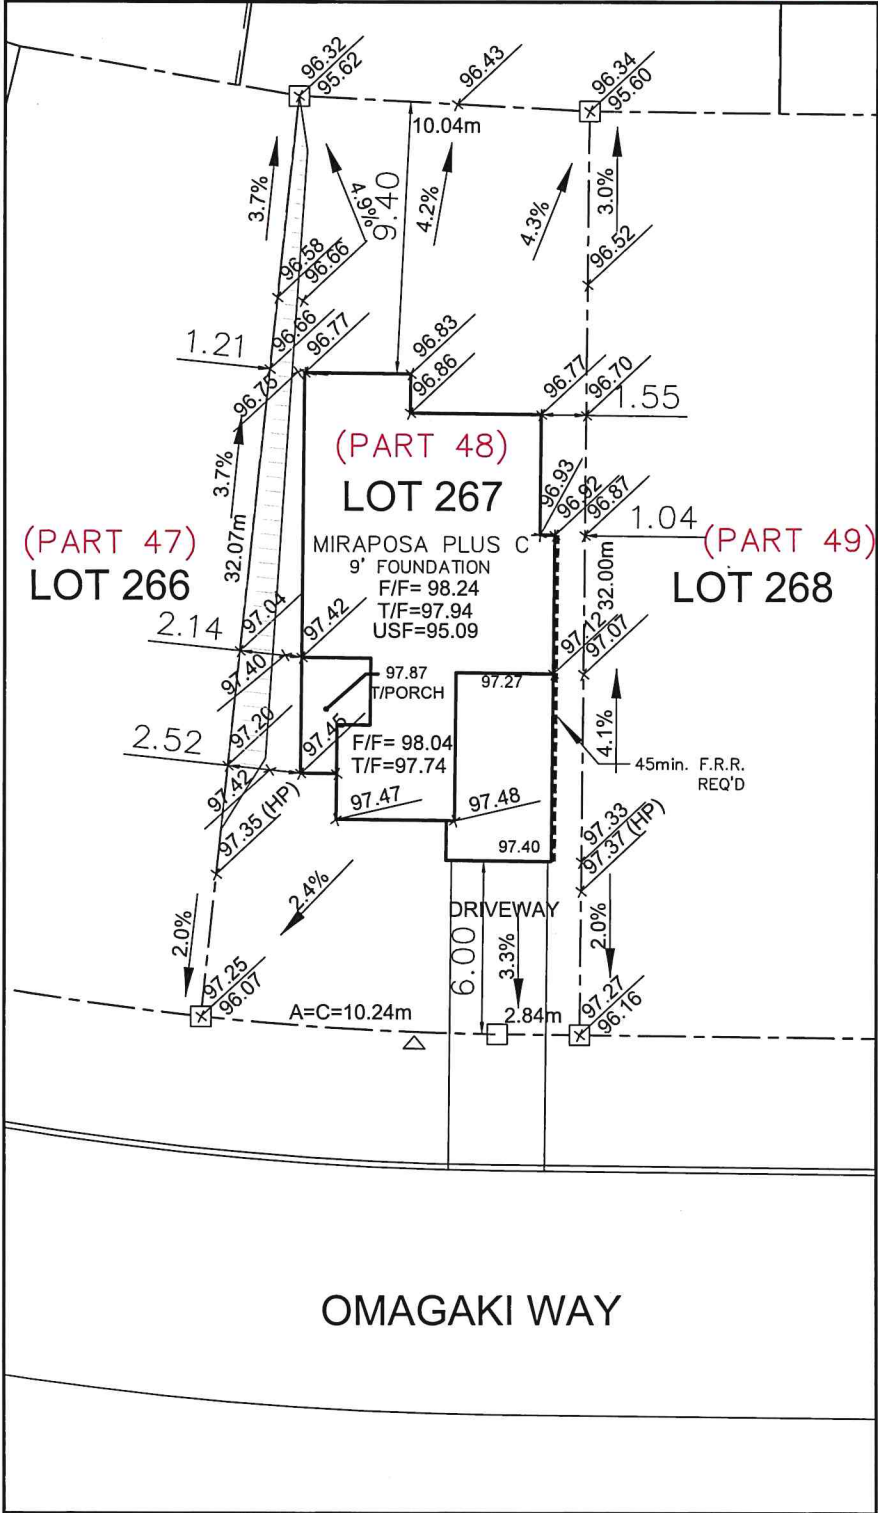 96.32
95.62
96.43
96.34
95.60
10.04m
3.7%
4.9%
9.40
4.2%
4.3%
3.0%
96.52
96.58
96.66
1.21
96.66
96.77
96.83
96.86
96.75
96.77
96.70
1.55
(PART 48)
LOT 267
3.7%
96.93
96.92
96.87
1.04
(PART 47)
LOT 266
32.07m
MIRAPOSA PLUS C
9' FOUNDATION
F/F= 98.24
T/F=97.94
USF=95.09
32.00m
(PART 49)
LOT 268
2.14
97.04
97.42
97.40
97.12
97.07
97.87
T/PORCH
97.27
2.52
97.20
97.45
F/F= 98.04
T/F=97.74
4.1%
45min. F.R.R.
REQ'D
97.42
97.47
97.48
97.35 (HP)
97.40
97.33
97.37 (HP)
2.4%
2.0%
DRIVEWAY
6.00
3.3%
2.0%
97.25
96.07
A=C=10.24m
2.84m
97.27
96.16
OMAGAKI WAY